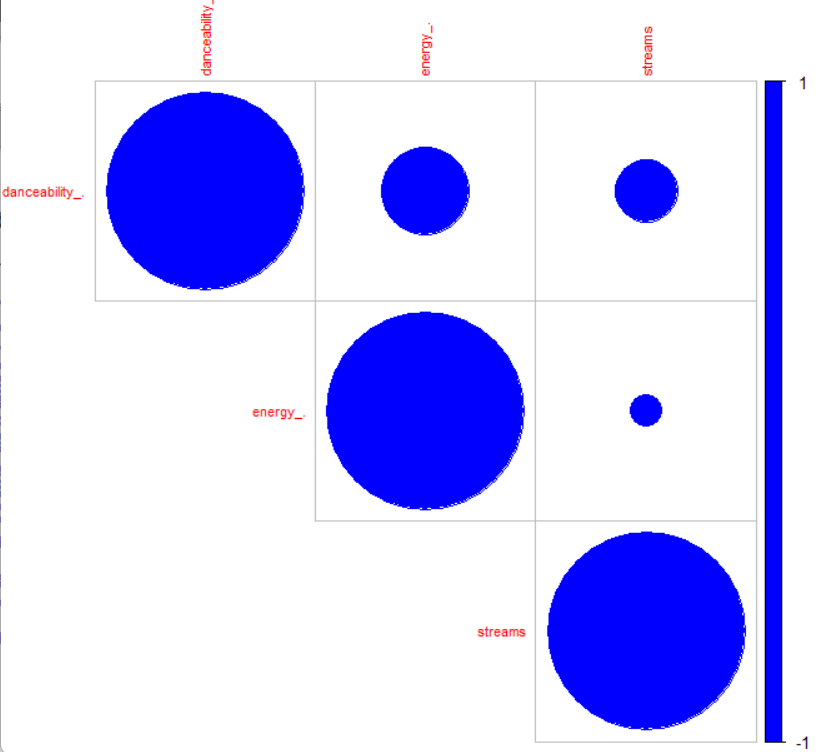 danceability_
energy_.
streams
1
danceability_.
energy_.
streams
-1